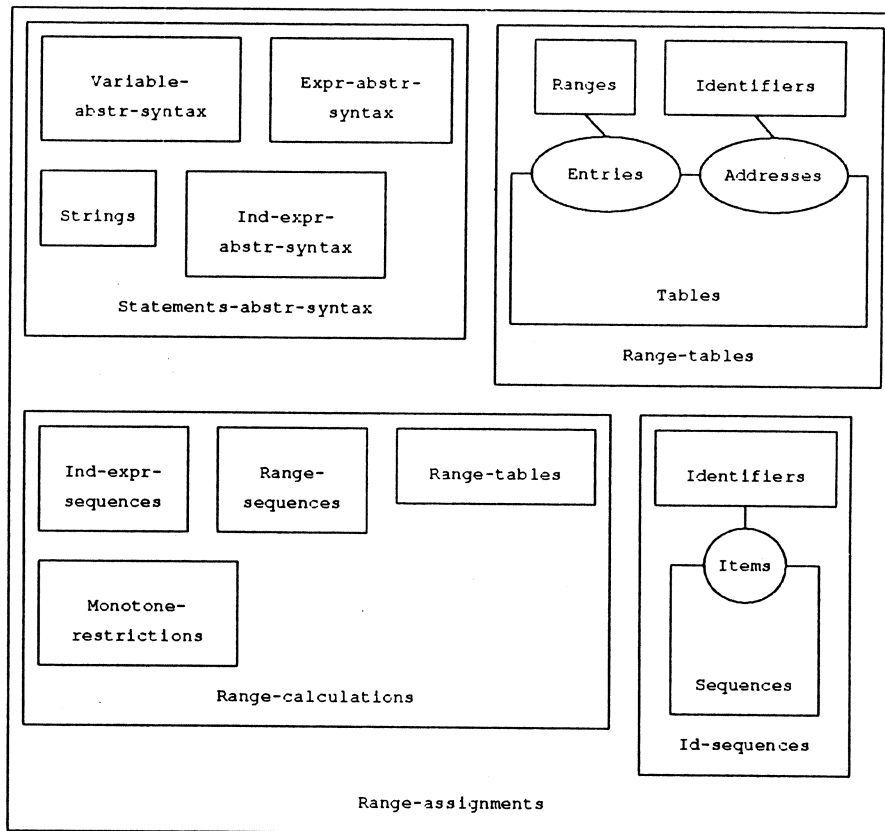 Variable-
abstr-syntax
Expr-abstr-
syntax
Strings
Ind-expr-
abstr-syntax
Statements-abstr-syntax
Ranges
Identifiers
Entries
Addresses
Tables
Range-tables
Ind-expr-
sequences
Range-
sequences
Range-tables
Monotone-
restrictions
Range-calculations
Identifiers
Items
Sequences
Id-sequences
Range-assignments